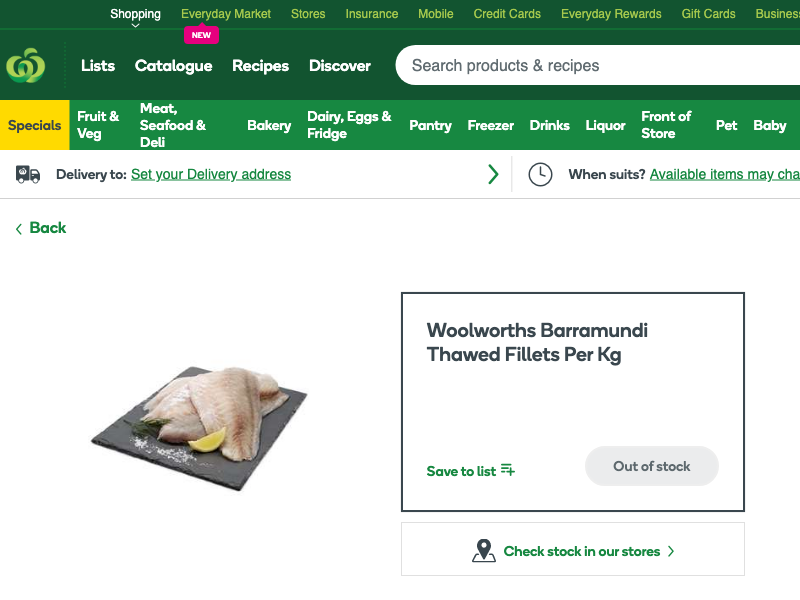 Shopping Everyday Market Stores Insurance Mobile Credit Cards Everyday Rewards Gift Cards Business
NEW
Lists Catalogue Recipes Discover Search products & recipes
Specials
Fruit &
Veg
Meat,
Seafood &
Deli
Bakery
Dairy, Eggs &
Fridge
Pantry
Freezer
Drinks
Liquor
Front of
Store
Pet
Baby
Delivery to: Set your Delivery address
When suits? Available items may cha
Back
Woolworths Barramundi
Thawed Fillets Per Kg
Save to list
Out of stock
Check stock in our stores